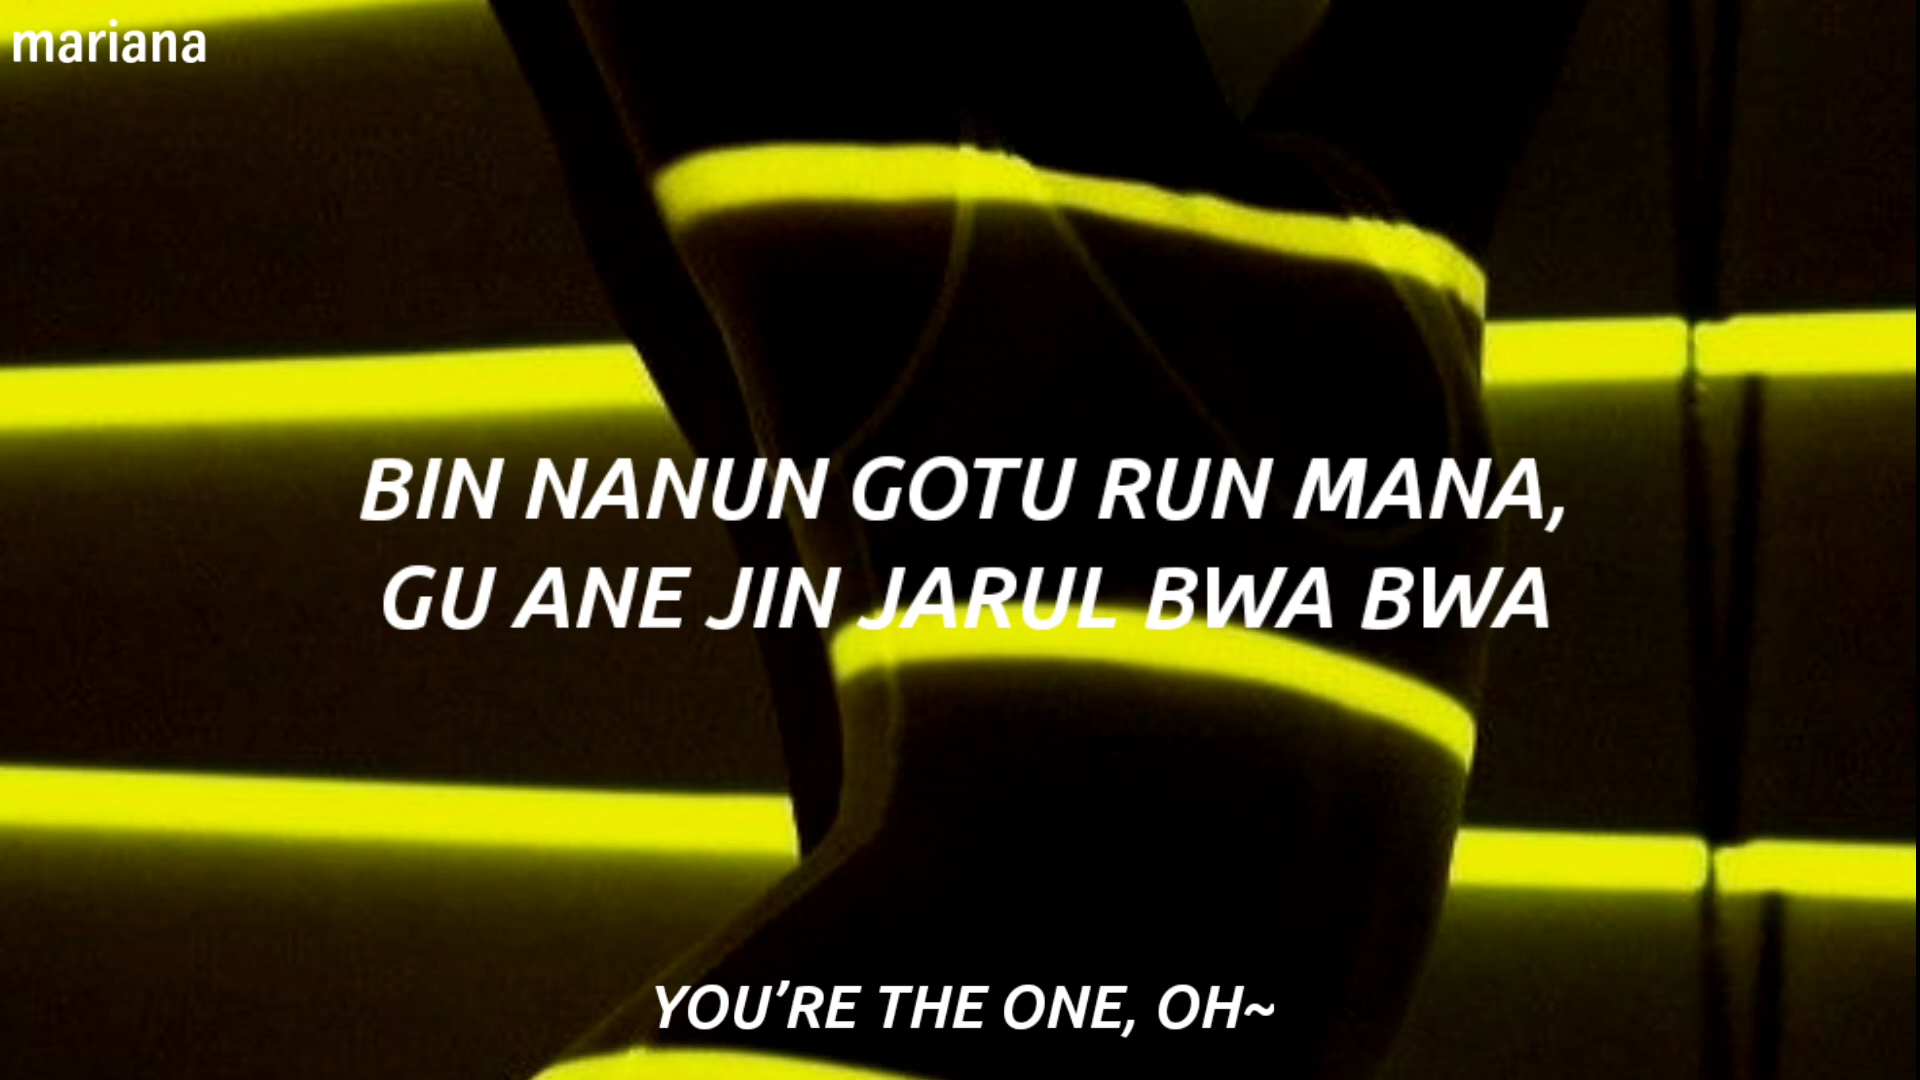 mariana
BIN NANUN GOTU RUN MANA,
GU ANE JIN JARUL BWA BWA
YOU'RE THE ONE, OH~